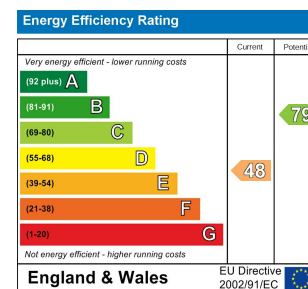 Energy Efficiency Rating
Current Potenti
Very energy efficient - lower running costs
(92 plus) A
(81-91) B
(69-80) C
(55-68) D
(39-54) E
(21-38) F
(1-20) G
79
48
Not energy efficient - higher running costs
England & Wales
EU Directive
2002/91/EC